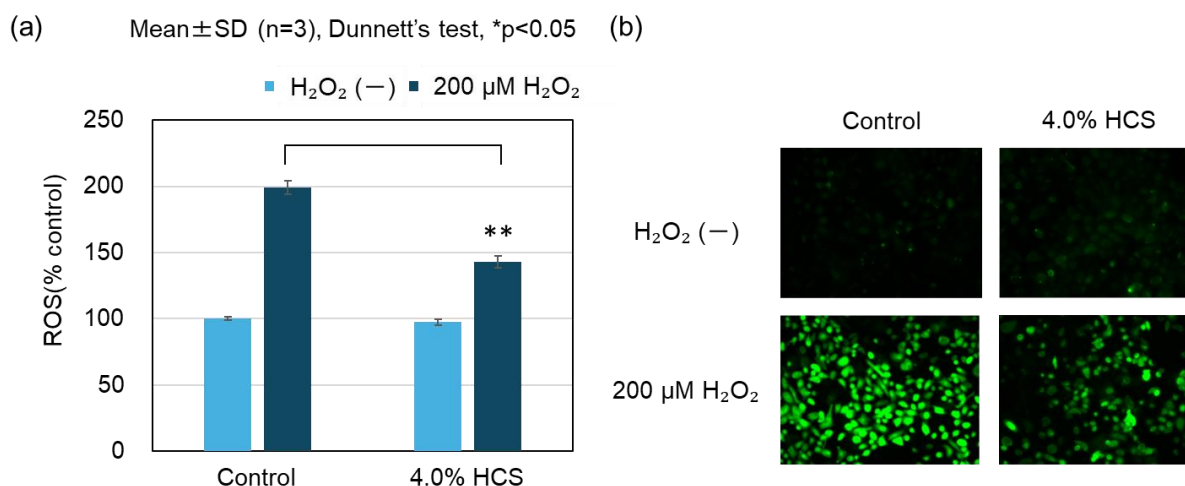 (a) Mean±SD (n=3), Dunnett's test, *p<0.05
H₂O₂ (−) 200 μM H₂O₂
ROS(% control)
250
200
150
100
50
0
**
Control 4.0% HCS
(b)
Control 4.0% HCS
H₂O₂ (−)
200 μM H₂O₂